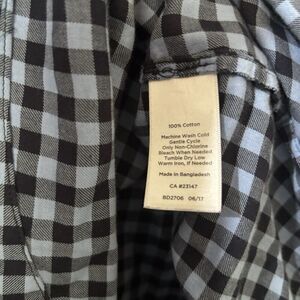 100% Cotton
Machine Wash Cold
Gentle Cycle
Only Non-Chlorine
Bleach When Needed
Tumble Dry Low
Warm Iron, If Needed
Made in Bangladesh
CA #23147
BD2706 06/17